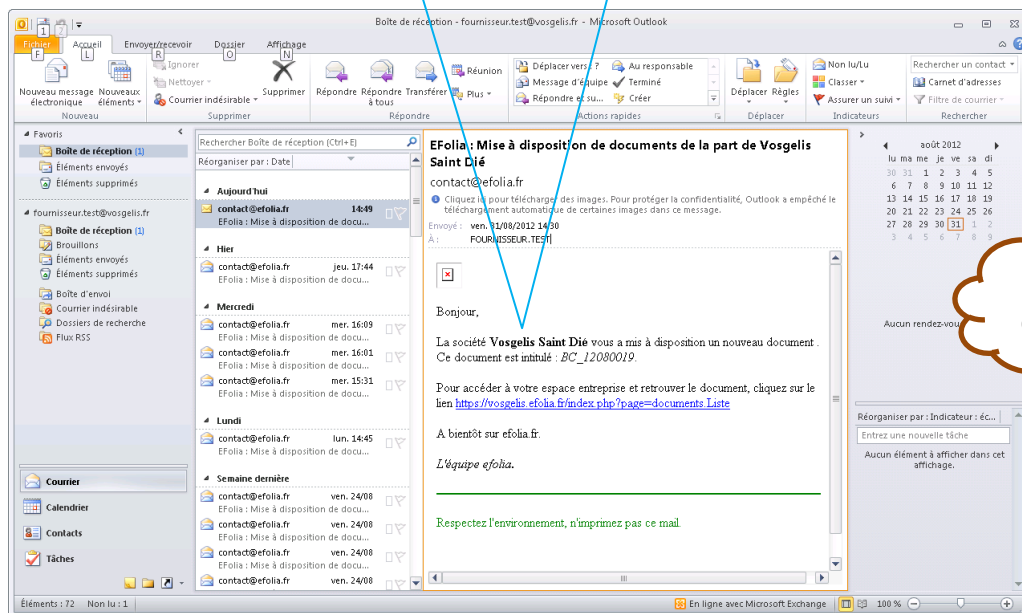 Boîte de réception - fournisseur.test@vosgelis.fr - Microsoft Outlook
1 2
Fichier Accueil Envoyer/recevoir Dossier Affichage
F L R O N
Nouveau message électronique
Nouveaux éléments
Nouveau
Ignorer
Nettoyer
Courrier indésirable
Supprimer
Supprimer
Répondre
Répondre à tous
Transférer
Réunion
Plus
Répondre
Déplacer vers : ?
Message d'équipe
Répondre et su...
Au responsable
Terminé
Créer
Actions rapides
Déplacer
Règles
Déplacer
Non lu/Lu
Classer
Assurer un suivi
Indicateurs
Rechercher un contact
Carnet d'adresses
Filtre de courrier
Rechercher
Favoris
Boîte de réception (1)
Éléments envoyés
Éléments supprimés
fournisseur.test@vosgelis.fr
Boîte de réception (1)
Brouillons
Éléments envoyés
Éléments supprimés
Boîte d'envoi
Courrier indésirable
Dossiers de recherche
Flux RSS
Courrier
Calendrier
Contacts
Tâches
Rechercher Boîte de réception (Ctrl+E)
Réorganiser par : Date
Aujourd'hui
contact@efolia.fr 14:49
EFolia : Mise à disposition de docu...
Hier
contact@efolia.fr jeu. 17:44
EFolia : Mise à disposition de docu...
Mercredi
contact@efolia.fr mer. 16:09
EFolia : Mise à disposition de docu...
contact@efolia.fr mer. 16:01
EFolia : Mise à disposition de docu...
contact@efolia.fr mer. 15:31
EFolia : Mise à disposition de docu...
Lundi
contact@efolia.fr lun. 14:45
EFolia : Mise à disposition de docu...
Semaine dernière
contact@efolia.fr ven. 24/08
EFolia : Mise à disposition de docu...
contact@efolia.fr ven. 24/08
EFolia : Mise à disposition de docu...
contact@efolia.fr ven. 24/08
EFolia : Mise à disposition de docu...
contact@efolia.fr ven. 24/08
EFolia : Mise à disposition de documents de la part de Vosgelis
Saint Dié
contact@efolia.fr
Cliquez ici pour télécharger des images. Pour protéger la confidentialité, Outlook a empêché le
téléchargement automatique de certaines images dans ce message.
Envoyé : ven. 31/08/2012 14:30
À : FOURNISSEUR.TEST
Bonjour,
La société Vosgelis Saint Dié vous a mis à disposition un nouveau document .
Ce document est intitulé : BC_12080019.
Pour accéder à votre espace entreprise et retrouver le document, cliquez sur le
lien https://vosgelis.efolia.fr/index.php?page=documents.Liste
A bientôt sur efolia.fr.
L'équipe efolia.
Respectez l'environnement, n'imprimez pas ce mail.
août 2012
lu ma me je ve sa di
30 31 1 2 3 4 5
6 7 8 9 10 11 12
13 14 15 16 17 18 19
20 21 22 23 24 25 26
27 28 29 30 31 1 2
3 4 5 6 7 8 9
Aucun
Réorganiser par : Indicateur : éc...
Entrez une nouvelle tâche
Aucun élément à afficher dans cet
affichage.
Éléments : 72 Non lu : 1
En ligne avec Microsoft Exchange
100 %